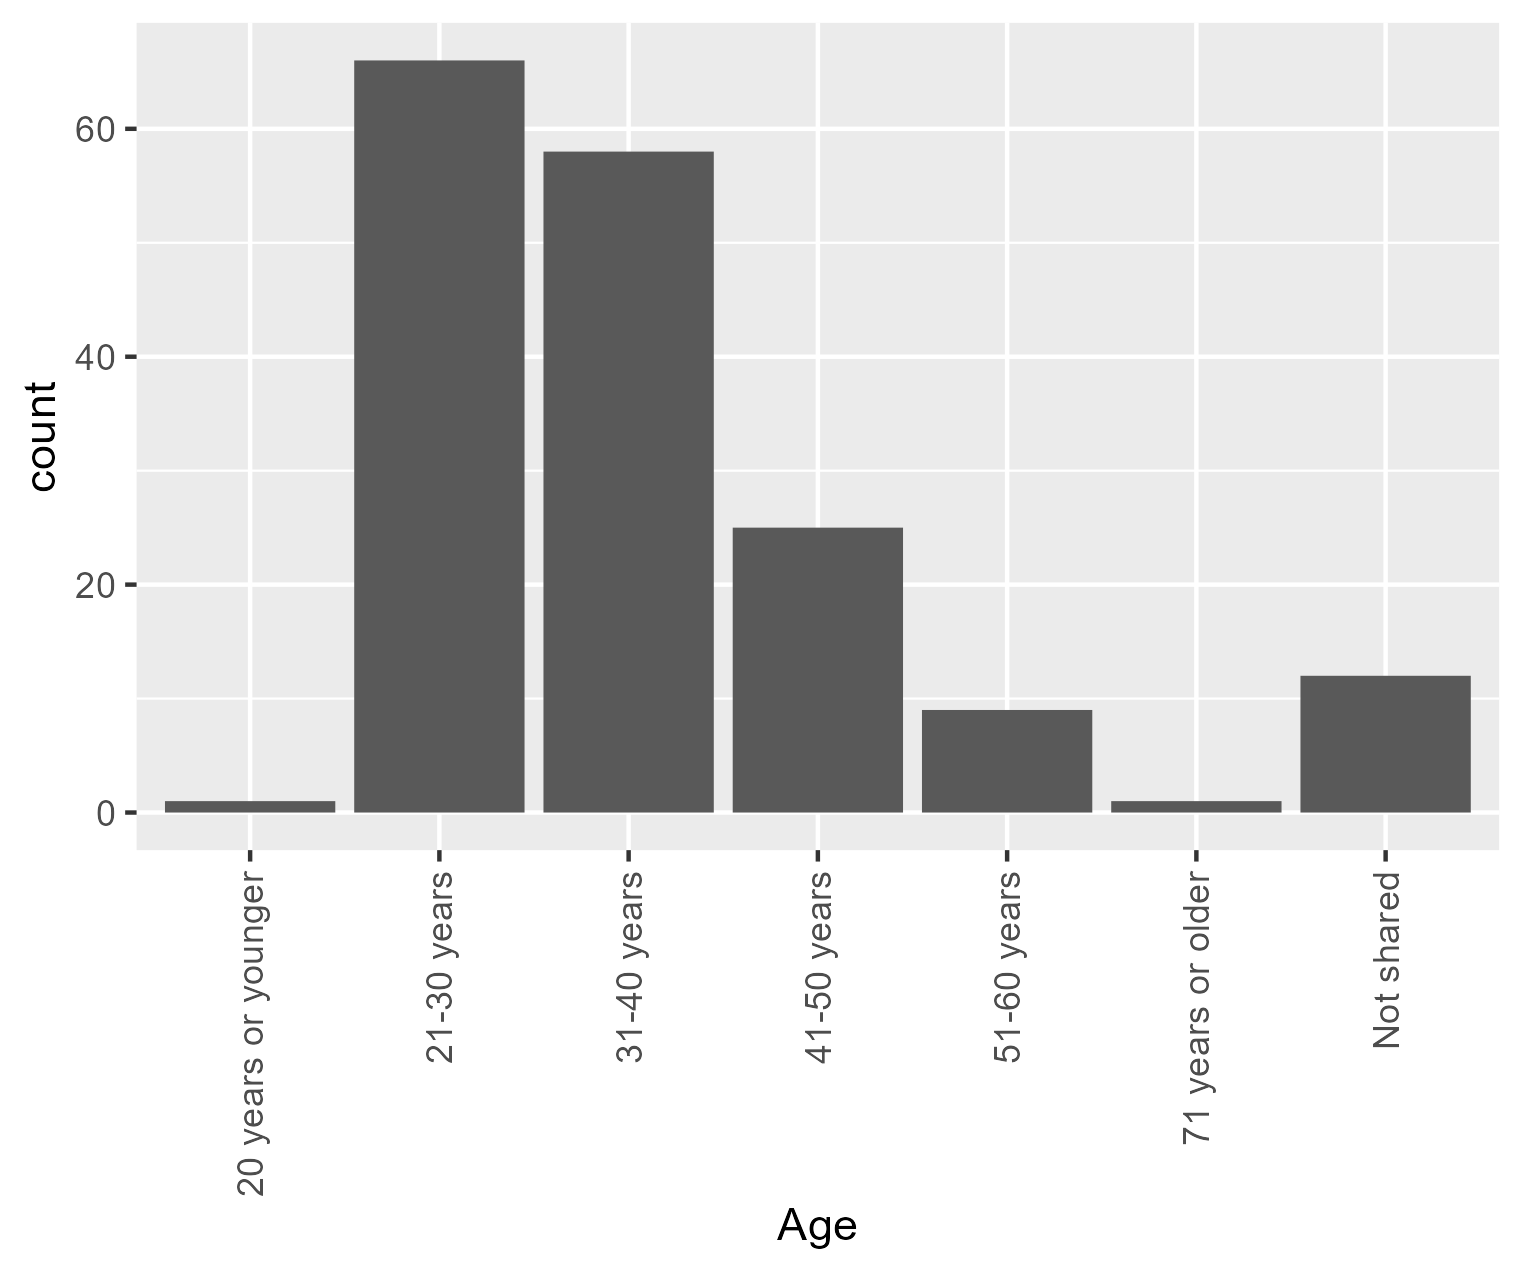 count
60
40
20
0
20 years or younger
21-30 years
31-40 years
41-50 years
51-60 years
71 years or older
Not shared
Age